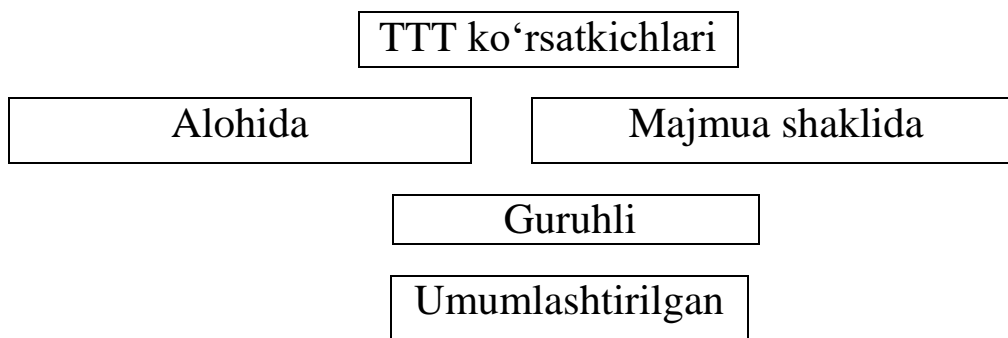 TTT ko‘rsatkichlari
Alohida
Majmua shaklida
Guruhli
Umumlashtirilgan